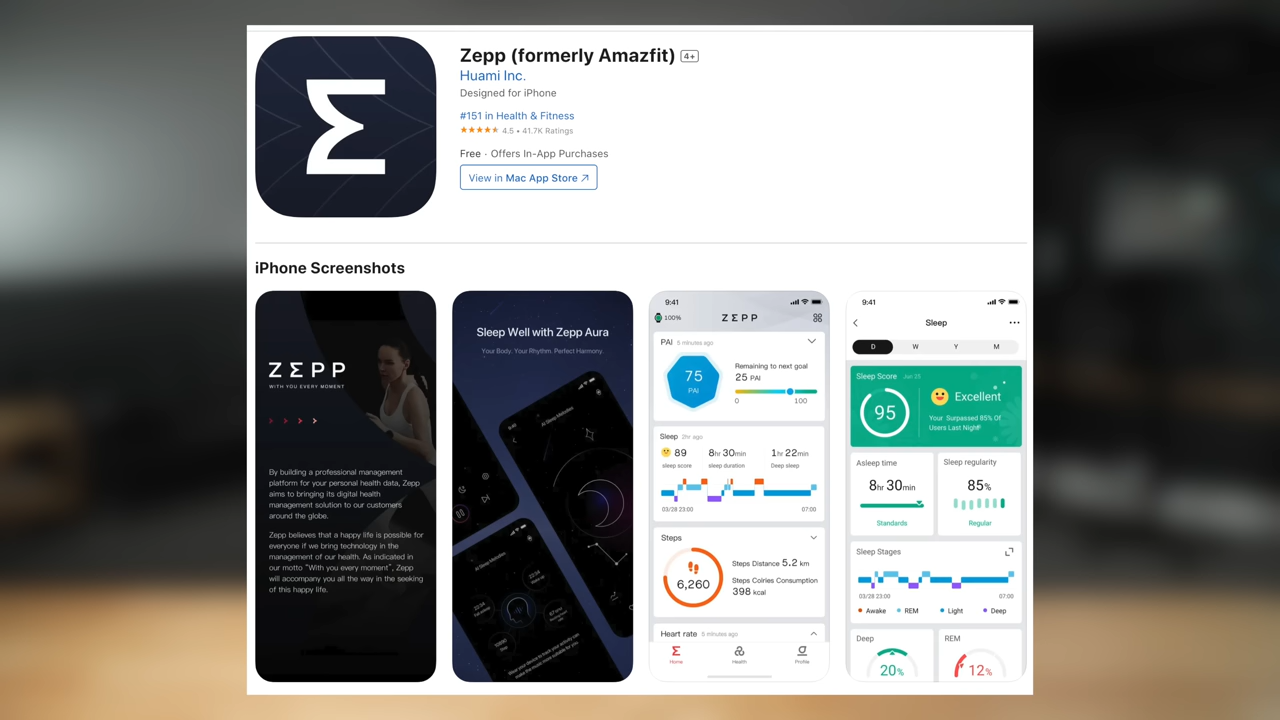 Zepp (formerly Amazfit) 4+
Huami Inc.
Designed for iPhone
#151 in Health & Fitness
4.5 • 41.7K Ratings
Free · Offers In-App Purchases
View in Mac App Store
iPhone Screenshots
ZΣPP
WITH YOU EVERY MOMENT
By building a professional management
platform for your personal health data, Zepp
aims to bringing its digital health
management solution to our customers
around the globe.
Zepp believes that a happy life is possible for
everyone if we bring technology in the
management of our health. As indicated in
our motto "With you every moment", Zepp
will accompany you all the way in the seeking
of this happy life.
Sleep Well with Zepp Aura
Your Body. Your Rhythm. Perfect Harmony.
AI Sleep Melodies
AI Sleep Melodies
9:41
100%
ZΣPP
PAI 5 minutes ago
75
PAI
Remaining to next goal
25 PAI
0 100
Sleep 2hr ago
89 8hr 30min 1hr 22min
sleep score sleep duration Deep sleep
03/28 23:00 07:00
Steps
6,260
Steps Distance 5.2 km
Steps Colries Consumption
398 kcal
Heart rate 5 minutes ago
Home Health Profile
9:41
Sleep
D W Y M
Sleep Score Jun 25
95
Excellent
Your Surpassed 85% Of
Users Last Night
Asleep time
8hr 30min
Standards
Sleep regularity
85%
Regular
Sleep Stages
03/28 23:00 07:00
Awake REM Light Deep
Deep
20%
REM
12%